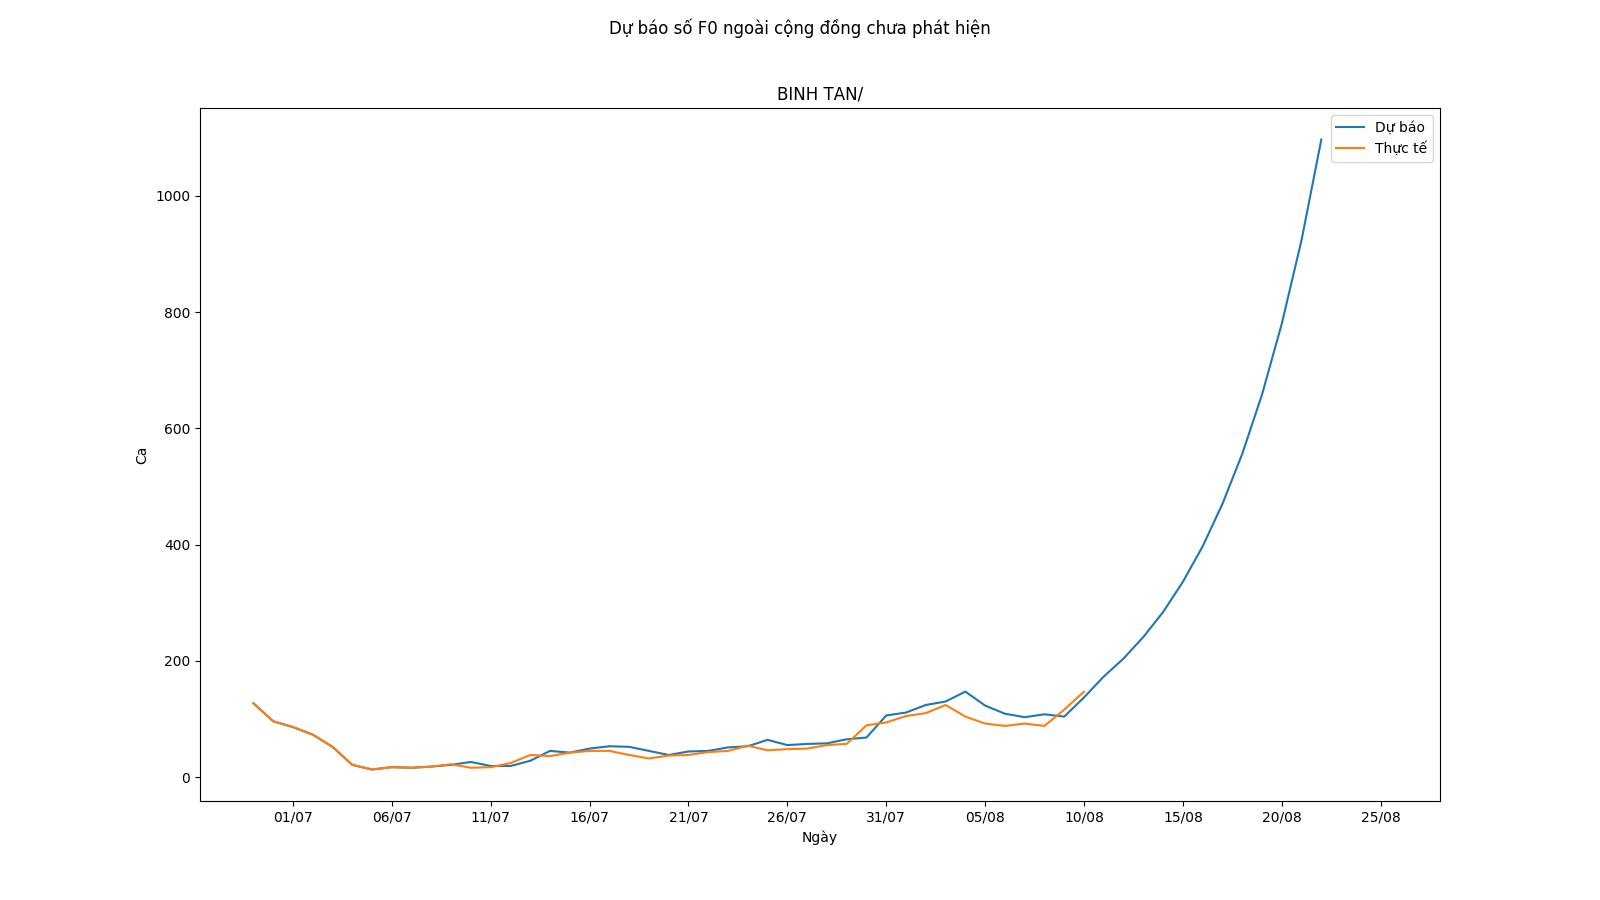 Dự báo số F0 ngoài cộng đồng chưa phát hiện
BINH TAN/
Dự báo
Thực tế
1000
800
600
400
200
0
Ca
01/07 06/07 11/07 16/07 21/07 26/07 31/07 05/08 10/08 15/08 20/08 25/08
Ngày